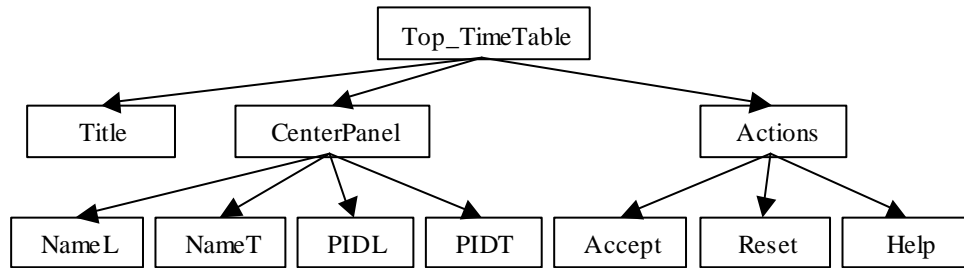 Top_TimeTable
Title CenterPanel Actions
NameL NameT PIDL PIDT Accept Reset Help